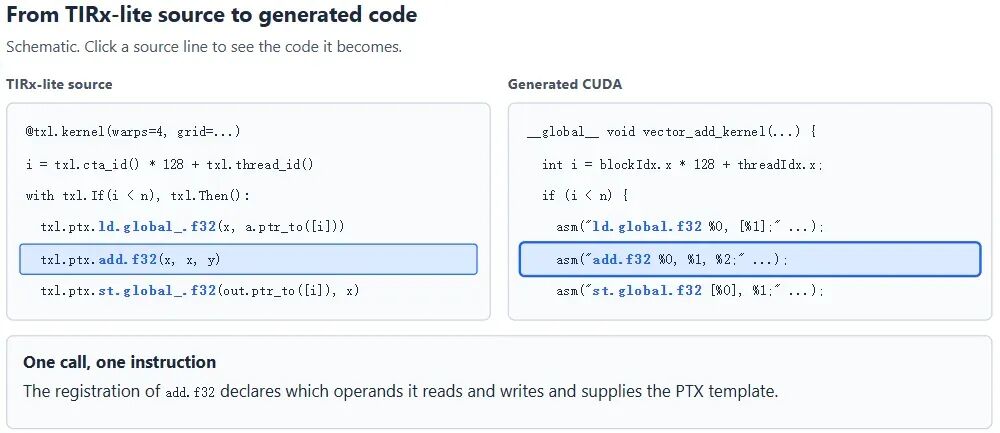 From TIRx-lite source to generated code
Schematic. Click a source line to see the code it becomes.
TIRx-lite source
@txl.kernel(warps=4, grid=...)
i = txl.cta_id() * 128 + txl.thread_id()
with txl.If(i < n), txl.Then():
txl.ptx.ld.global_.f32(x, a.ptr_to([i]))
txl.ptx.add.f32(x, x, y)
txl.ptx.st.global_.f32(out.ptr_to([i]), x)
Generated CUDA
__global__ void vector_add_kernel(...) {
int i = blockIdx.x * 128 + threadIdx.x;
if (i < n) {
asm("ld.global.f32 %0, [%1];" ...);
asm("add.f32 %0, %1, %2;" ...);
asm("st.global.f32 [%0], %1;" ...);
One call, one instruction
The registration of add.f32 declares which operands it reads and writes and supplies the PTX template.